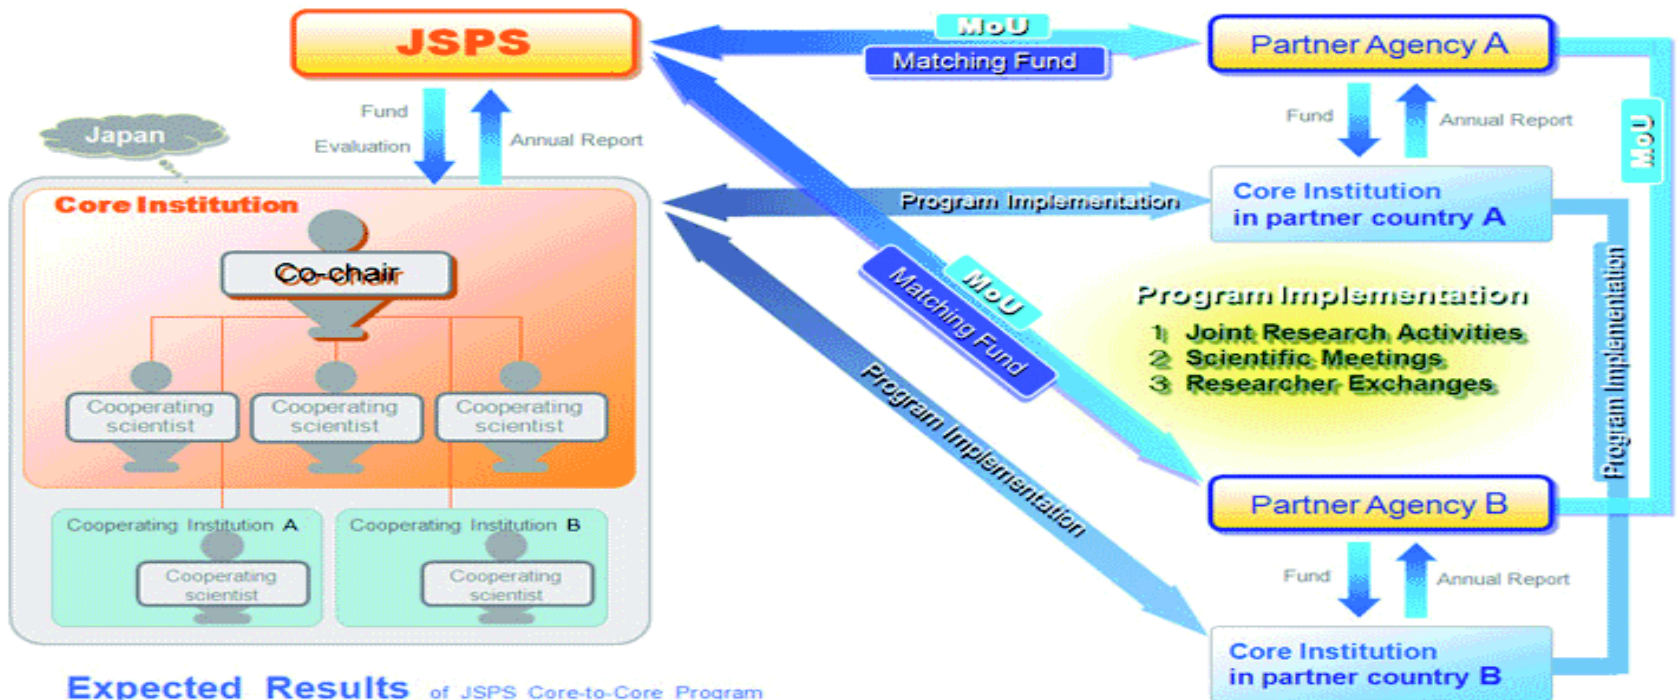 JSPS
MoU
Matching Fund
Partner Agency A
Fund
Evaluation
Annual Report
Fund
Annual Report
MoU
Japan
Core Institution
Co-chair
Cooperating
scientist
Cooperating
scientist
Cooperating
scientist
Cooperating Institution A
Cooperating
scientist
Cooperating Institution B
Cooperating
scientist
Program Implementation
Core Institution
in partner country A
MoU
Matching Fund
Program Implementation
Program Implementation
1 Joint Research Activities
2 Scientific Meetings
3 Researcher Exchanges
Program Implementation
Partner Agency B
Fund
Annual Report
Core Institution
in partner country B
Expected Results of JSPS Core-to-Core Program